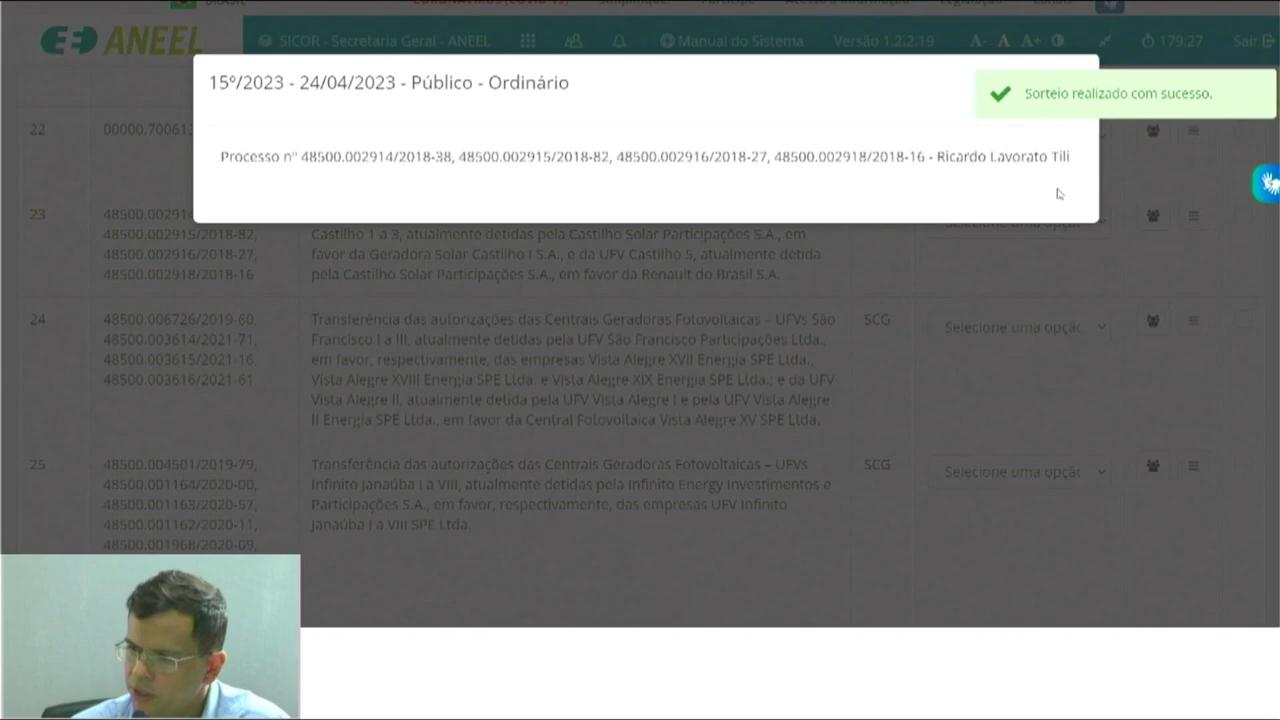 BRASIL
CORONAVÍRUS (COVID-19)
Simplifique!
Participe
Acesso à informação
Legislação
Canais
ANEEL
SICOR - Secretaria Geral - ANEEL
Manual do Sistema
Versão 1.2.2.19
A- A A+
179:27
Sair
15º/2023 - 24/04/2023 - Público - Ordinário
Sorteio realizado com sucesso.
Processo nº 48500.002914/2018-38, 48500.002915/2018-82, 48500.002916/2018-27, 48500.002918/2018-16 - Ricardo Lavorato Tili
22
23
48500.002915/2018-82,
48500.002916/2018-27,
48500.002918/2018-16
Castilho 1 a 3, atualmente detidas pela Castilho Solar Participações S.A., em
favor da Geradora Solar Castilho I S.A., e da UFV Castilho 5, atualmente detida
pela Castilho Solar Participações S.A., em favor da Renault do Brasil S.A.
24
48500.006726/2019-60,
48500.003614/2021-71,
48500.003615/2021-16,
48500.003616/2021-61
Transferência das autorizações das Centrais Geradoras Fotovoltaicas – UFVs São
Francisco I a III, atualmente detidas pela UFV São Francisco Participações Ltda.,
em favor, respectivamente, das empresas Vista Alegre XVII Energia SPE Ltda.,
Vista Alegre XVIII Energia SPE Ltda. e Vista Alegre XIX Energia SPE Ltda.; e da UFV
Vista Alegre II, atualmente detida pela UFV Vista Alegre I e pela UFV Vista Alegre
II Energia SPE Ltda., em favor da Central Fotovoltaica Vista Alegre XV SPE Ltda.
SCG
Selecione uma opçã
25
48500.004501/2019-79,
48500.001164/2020-00,
48500.001163/2020-57,
48500.001162/2020-11,
48500.001968/2020-09,
Transferência das autorizações das Centrais Geradoras Fotovoltaicas – UFVs
Infinito Janaúba I a VIII, atualmente detidas pela Infinito Energy Investimentos e
Participações S.A., em favor, respectivamente, das empresas UFV Infinito
Janaúba I a VIII SPE Ltda.
SCG
Selecione uma opçã